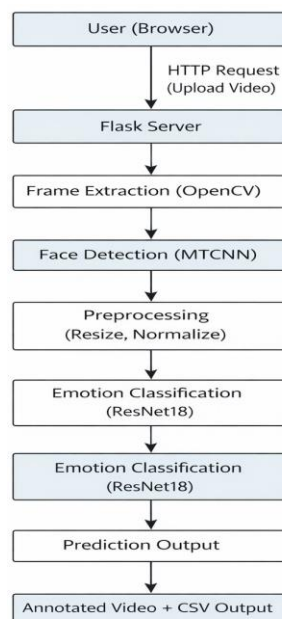 User (Browser)
HTTP Request
(Upload Video)
Flask Server
Frame Extraction (OpenCV)
Face Detection (MTCNN)
Preprocessing
(Resize, Normalize)
Emotion Classification
(ResNet18)
Emotion Classification
(ResNet18)
Prediction Output
Annotated Video + CSV Output